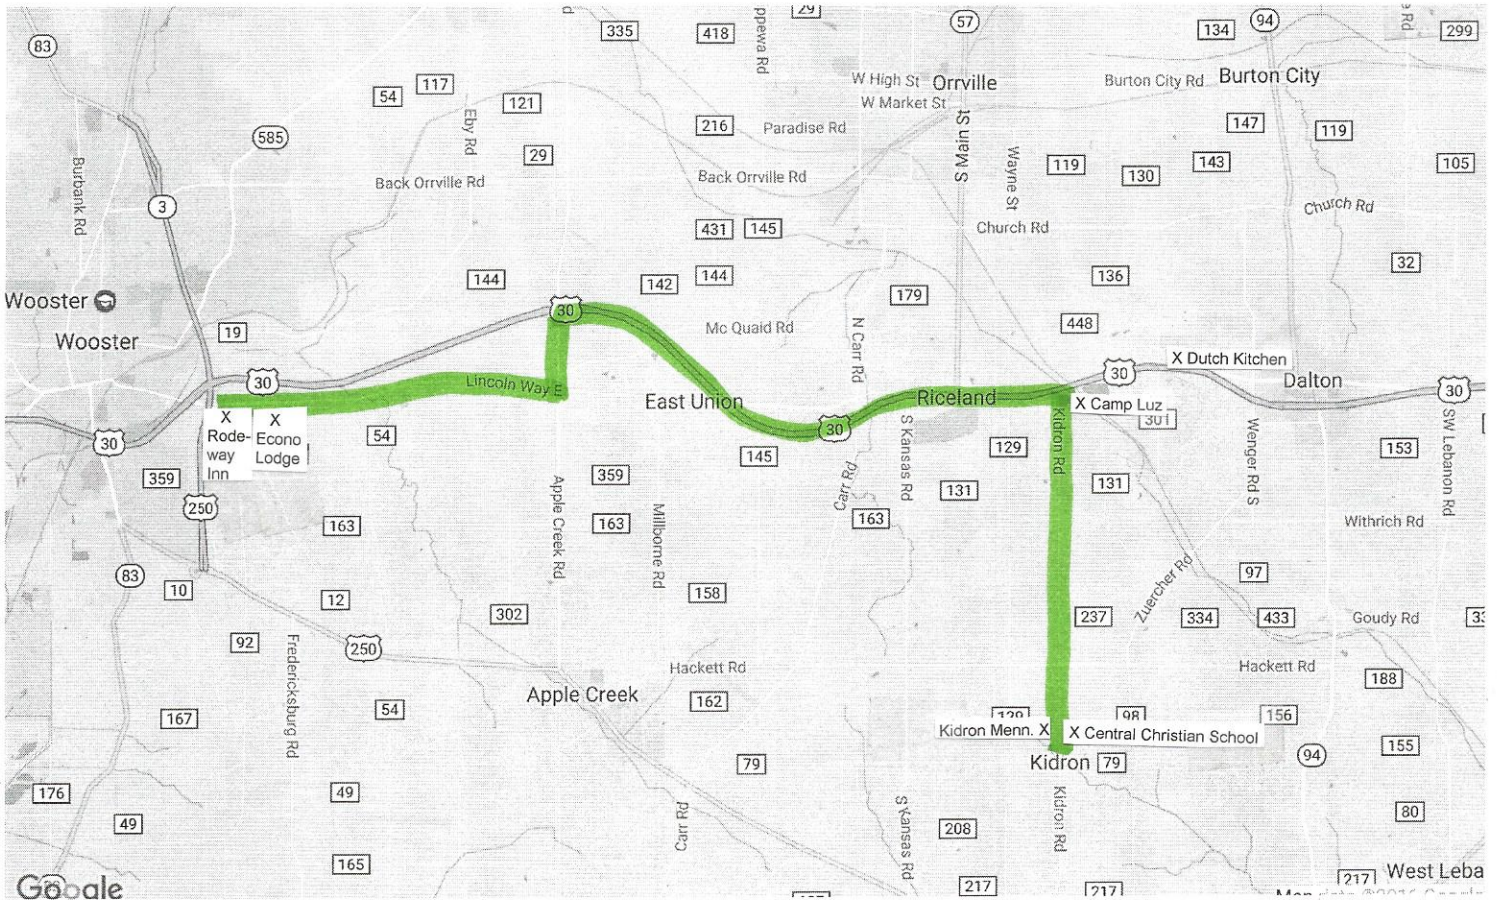 29
335
418
ppewa Rd
57
134
94
299
83
W High St
Orrville
Burton City Rd
Burton City
117
54
121
W Market St
585
Eby Rd
216
Paradise Rd
147
119
S Main St
29
Burbank Rd
Back Orrville Rd
Back Orrville Rd
Wayne St
119
130
143
105
3
Church Rd
431
145
Church Rd
144
142
144
136
32
179
Wooster
Wooster
19
30
Mc Quaid Rd
N Carr Rd
448
X Dutch Kitchen
30
Lincoln Way E
30
Dalton
30
East Union
Riceland
X Camp Luz
301
X
Rode-
way
Inn
X
Econo
Lodge
30
54
30
145
S Kansas Rd
129
Kidron Rd
Wenger Rd S
153
SW Lebanon Rd
359
359
Carr Rd
131
131
250
163
Apple Creek Rd
163
Millborne Rd
163
Withrich Rd
83
10
12
302
158
97
Zuercher Rd
237
334
433
Goudy Rd
92
Fredericksburg Rd
250
Hackett Rd
Hackett Rd
188
Apple Creek
162
54
167
129
98
156
Kidron Menn. X
X Central Christian School
155
79
Kidron
79
94
176
49
49
Carr Rd
S Kansas Rd
Kidron Rd
208
80
165
Google
217
217
217
West Leba